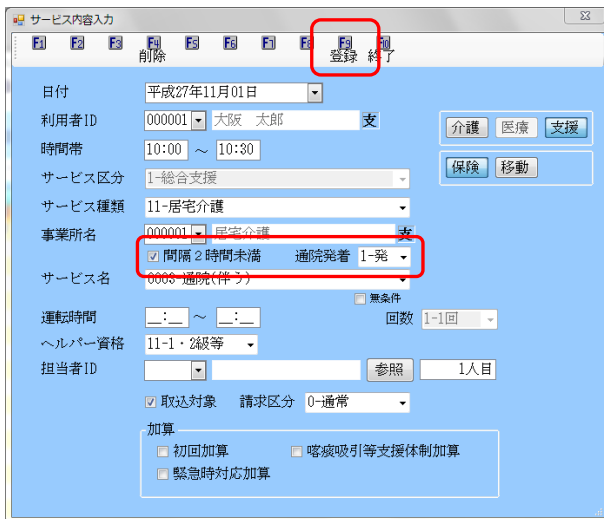 サービス内容入力
F1 F2 F3 F4 F5 F6 F7 F8 F9 F10
削除 登録 終了
日付 平成27年11月01日
利用者ID 000001 大阪 太郎 支 介護 医療 支援
時間帯 10:00 ～ 10:30
保険 移動
サービス区分 1-総合支援
サービス種類 11-居宅介護
事業所名 000001 居宅介護 支
間隔２時間未満 通院発着 1-発
サービス名 0003-通院(伴う)
無条件
運転時間 __:__ ～ __:__ 回数 1-1回
ヘルパー資格 11-1・2級等
担当者ID 参照 1人目
取込対象 請求区分 0-通常
加算
初回加算 喀痰吸引等支援体制加算
緊急時対応加算